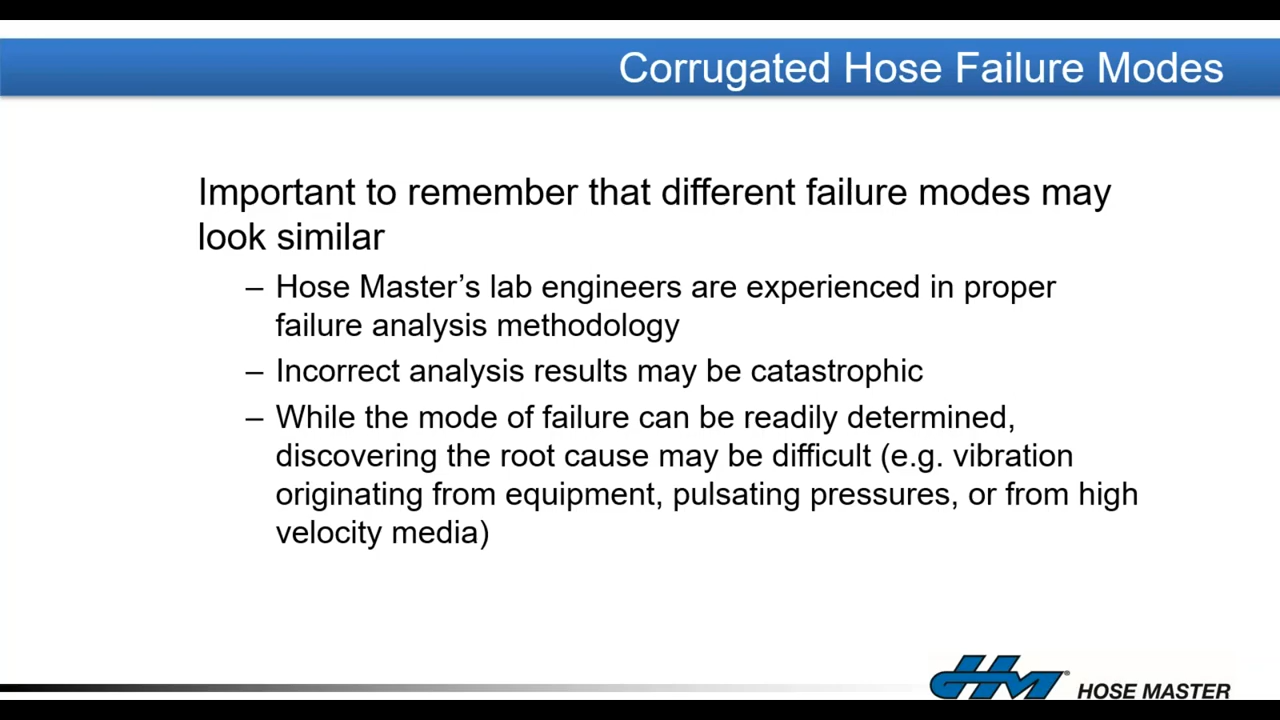 Corrugated Hose Failure Modes
Important to remember that different failure modes may
look similar
– Hose Master’s lab engineers are experienced in proper
failure analysis methodology
– Incorrect analysis results may be catastrophic
– While the mode of failure can be readily determined,
discovering the root cause may be difficult (e.g. vibration
originating from equipment, pulsating pressures, or from high
velocity media)
HM® HOSE MASTER